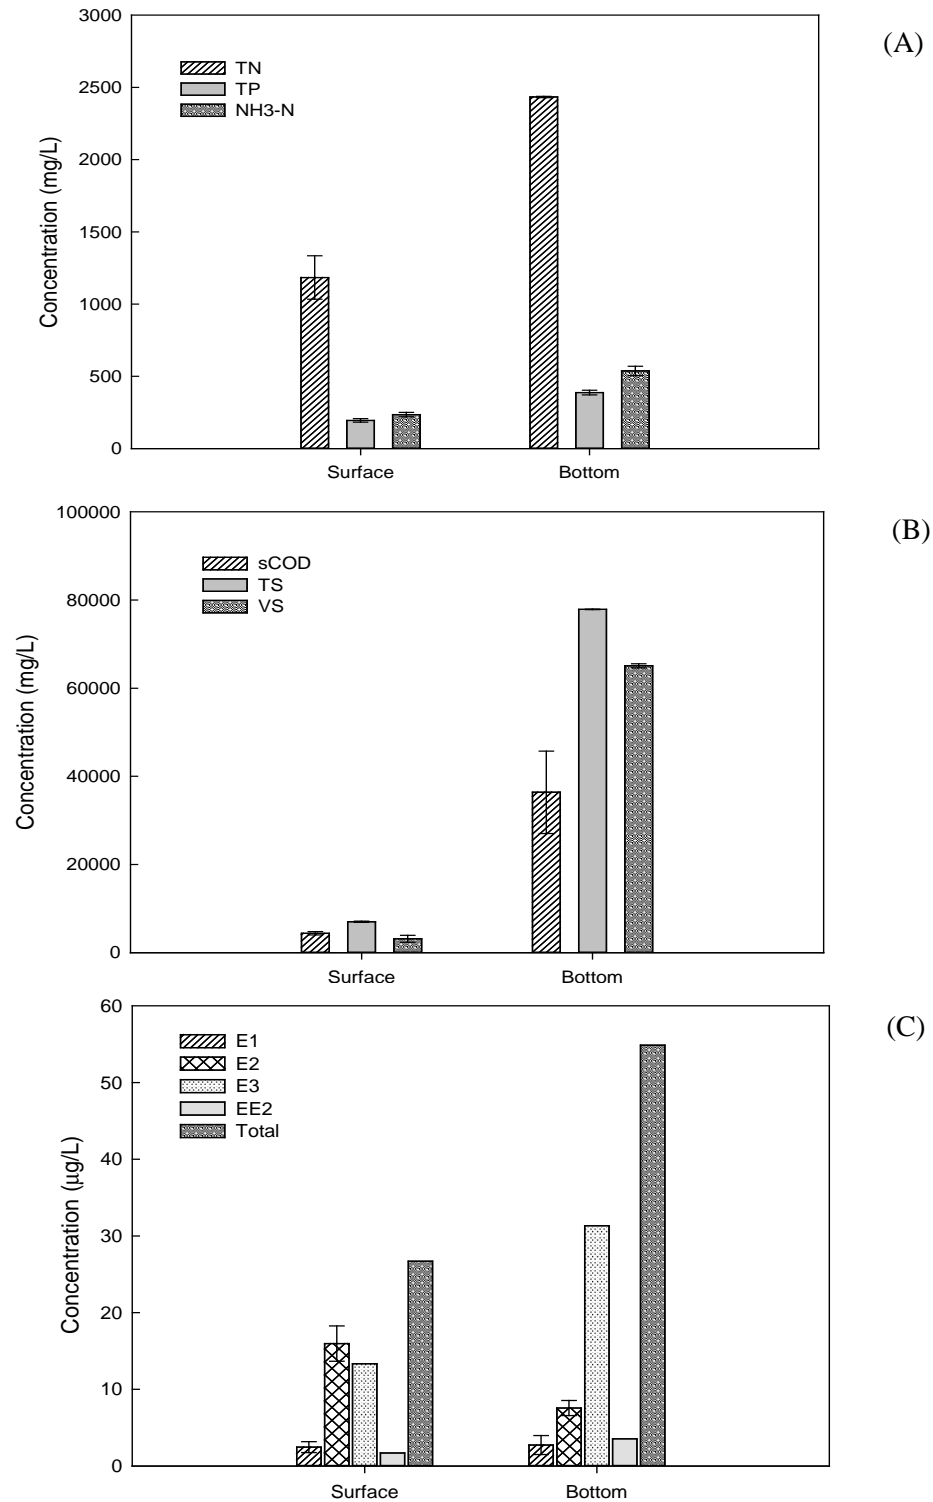 (A)
3000
2500
2000
1500
1000
500
0
Concentration (mg/L)
TN
TP
NH3-N
Surface Bottom
(B)
100000
80000
60000
40000
20000
0
Concentration (mg/L)
sCOD
TS
VS
Surface Bottom
(C)
60
50
40
30
20
10
0
Concentration (μg/L)
E1
E2
E3
EE2
Total
Surface Bottom